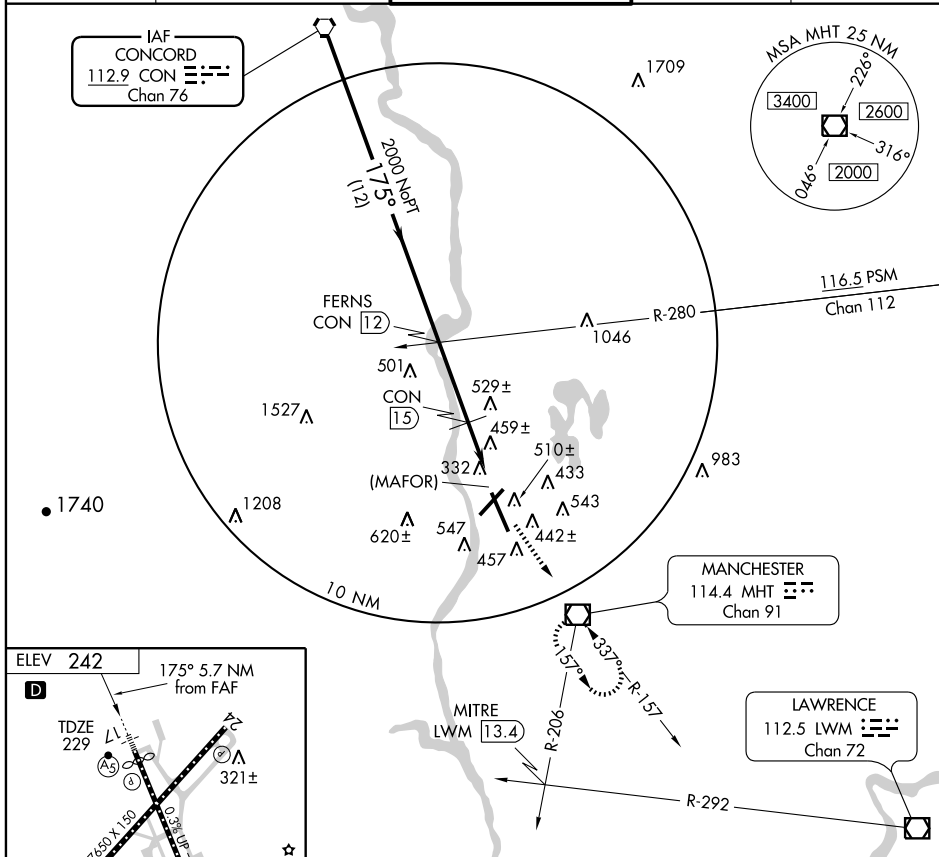 IAF
CONCORD
112.9 CON
Chan 76
1709
MSA MHT 25 NM
226°
3400
2600
316°
046°
2000
2000 NoPT
175°
(12)
116.5 PSM
Chan 112
R-280
FERNS
CON 12
1046
501
CON
15
529±
1527
459±
510±
332
433
983
(MAFOR)
543
1740
1208
620±
547
442±
457
10 NM
MANCHESTER
114.4 MHT
Chan 91
337°
157°
R-157
R-206
MITRE
LWM 13.4
LAWRENCE
112.5 LWM
Chan 72
R-292
ELEV 242
D
175° 5.7 NM
from FAF
TDZE
229
17
24
A5
P
P
321±
7650 X 150
0.3% UP